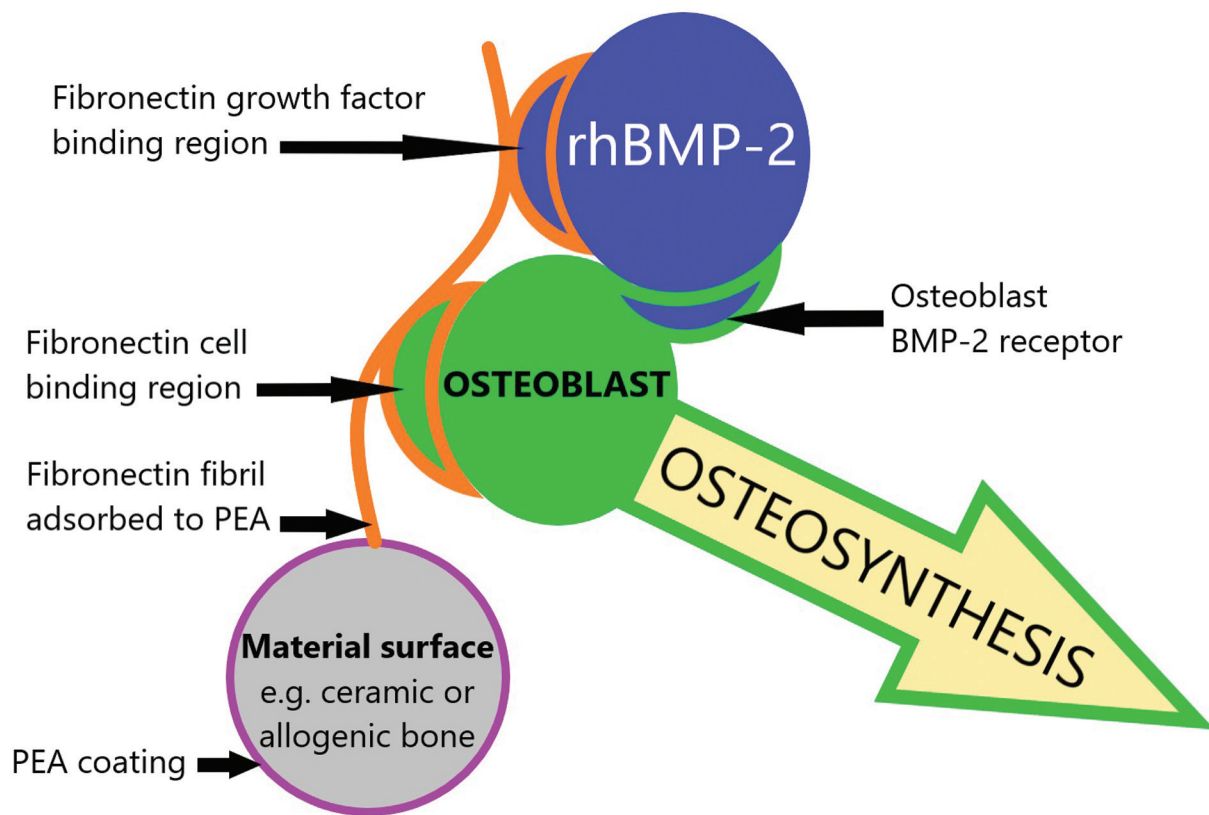 Fibronectin growth factor
binding region
rhBMP-2
Osteoblast
BMP-2 receptor
Fibronectin cell
binding region
OSTEOBLAST
Fibronectin fibril
adsorbed to PEA
OSTEOSYNTHESIS
Material surface
e.g. ceramic or
allogenic bone
PEA coating